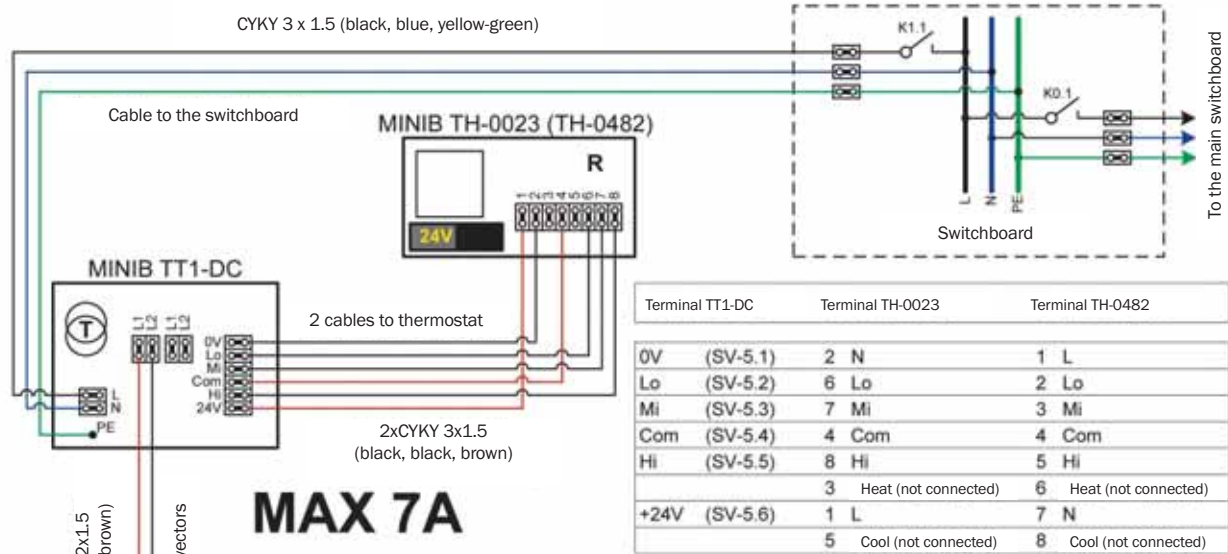 CYKY 3 x 1.5 (black, blue, yellow-green)
K1.1
Cable to the switchboard
K0.1
To the main switchboard
MINIB TH-0023 (TH-0482)
R
1 2 3 4 5 6 7 8
24V
L N PE
Switchboard
MINIB TT1-DC
T
L1 L2 L1 L2
2 cables to thermostat
0V
Lo
Mi
Com
Hi
24V
L
N
PE
2xCYKY 3x1.5
(black, black, brown)
MAX 7A
2x1.5
brown)
vectors
Terminal TT1-DC Terminal TH-0023 Terminal TH-0482
0V (SV-5.1) 2 N 1 L
Lo (SV-5.2) 6 Lo 2 Lo
Mi (SV-5.3) 7 Mi 3 Mi
Com (SV-5.4) 4 Com 4 Com
Hi (SV-5.5) 8 Hi 5 Hi
3 Heat (not connected) 6 Heat (not connected)
+24V (SV-5.6) 1 L 7 N
5 Cool (not connected) 8 Cool (not connected)